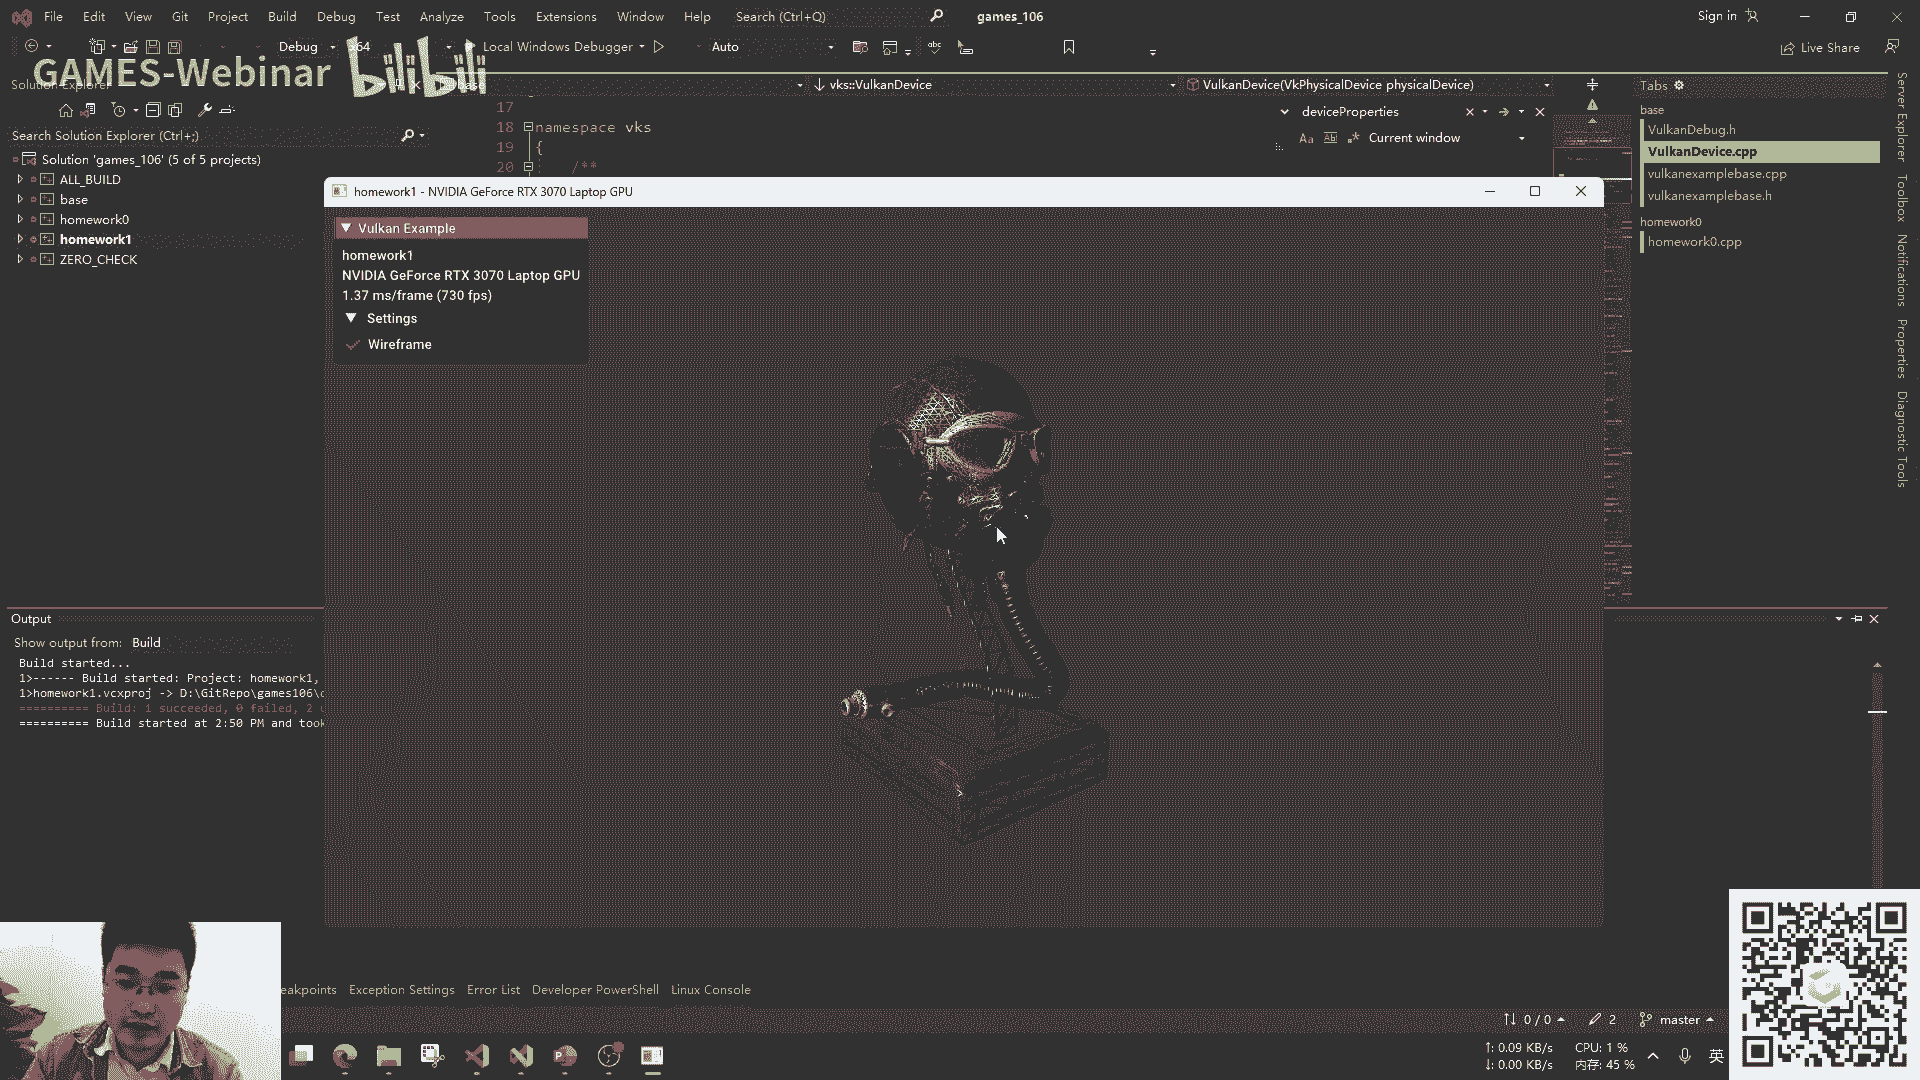 File Edit View Git Project Build Debug Test Analyze Tools Extensions Window Help Search (Ctrl+Q) games_106 Sign in
Debug x64 Local Windows Debugger Auto Live Share
GAMES-Webinar bilibili
Solution Explorer
vks::VulkanDevice VulkanDevice(VkPhysicalDevice physicalDevice)
Search Solution Explorer (Ctrl+;)
Solution 'games_106' (5 of 5 projects)
ALL_BUILD
base
homework0
homework1
ZERO_CHECK
17
18 namespace vks
19 {
20 /**
deviceProperties
Aa Current window
Tabs
base
VulkanDebug.h
VulkanDevice.cpp
vulkanexamplebase.cpp
vulkanexamplebase.h
homework0
homework0.cpp
Server Explorer Toolbox Notifications Properties Diagnostic Tools
homework1 - NVIDIA GeForce RTX 3070 Laptop GPU
Vulkan Example
homework1
NVIDIA GeForce RTX 3070 Laptop GPU
1.37 ms/frame (730 fps)
Settings
Wireframe
Output
Show output from: Build
Build started...
1>------ Build started: Project: homework1,
1>homework1.vcxproj -> D:\GitRepo\games106\
========== Build: 1 succeeded, 0 failed, 2
========== Build started at 2:50 PM and took
eakpoints Exception Settings Error List Developer PowerShell Linux Console
0 / 0 2 master
↑: 0.09 KB/s CPU: 1 %
↓: 0.00 KB/s 内存: 45 %
英